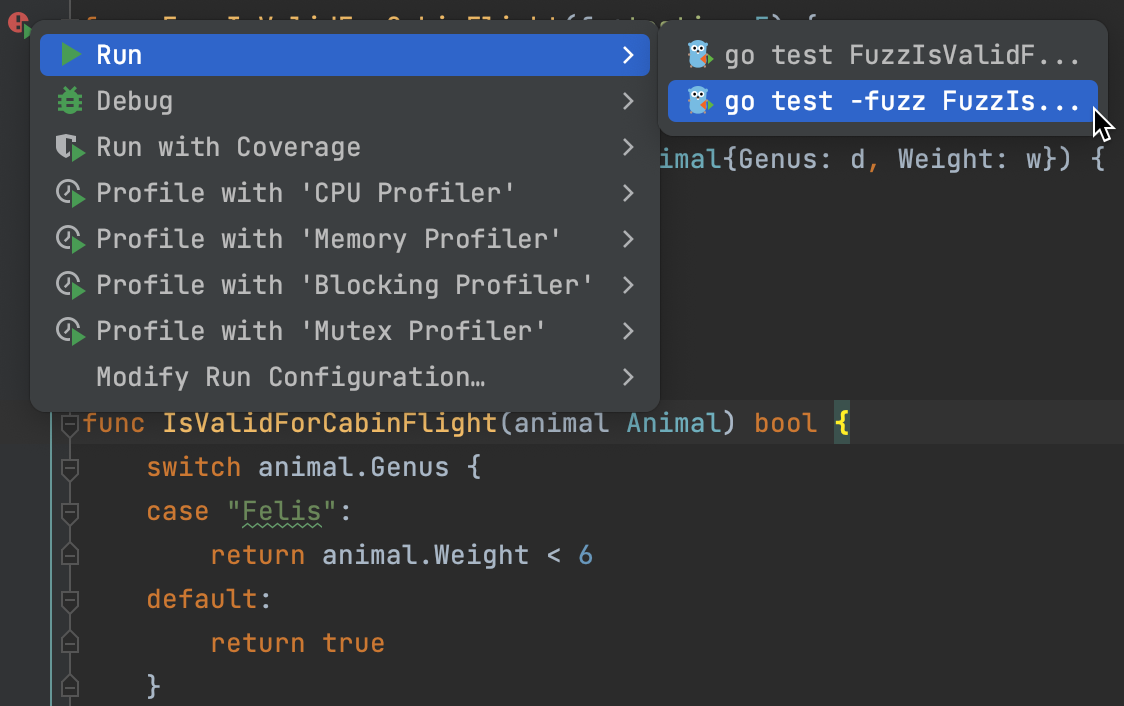 Run
go test FuzzIsValidF...
Debug
go test -fuzz FuzzIs...
Run with Coverage
imal{Genus: d, Weight: w}) {
Profile with 'CPU Profiler'
Profile with 'Memory Profiler'
Profile with 'Blocking Profiler'
Profile with 'Mutex Profiler'
Modify Run Configuration…
func IsValidForCabinFlight(animal Animal) bool {
switch animal.Genus {
case "Felis":
return animal.Weight < 6
default:
return true
}